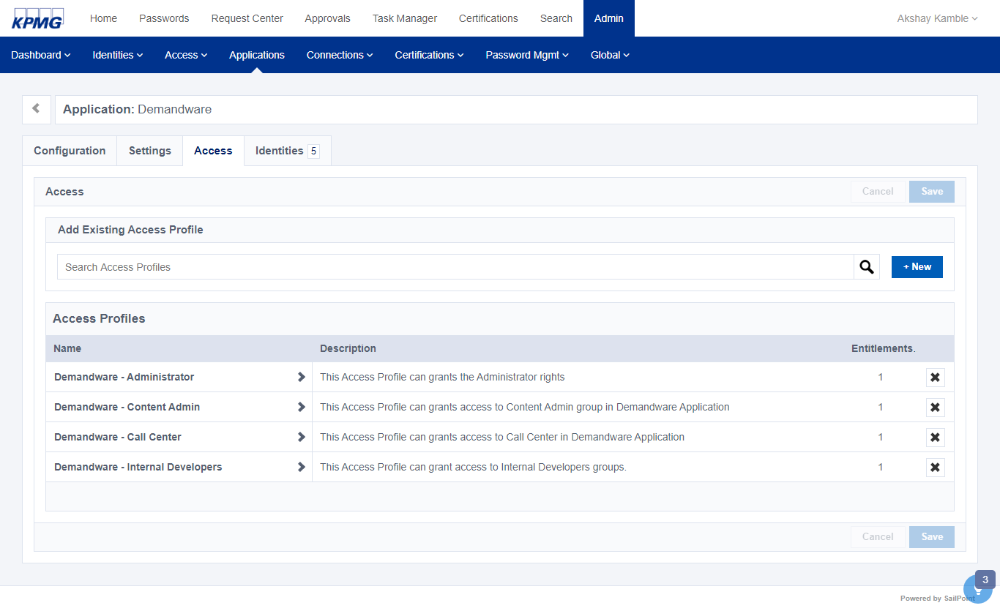 KPMG Home Passwords Request Center Approvals Task Manager Certifications Search Admin Akshay Kamble
Dashboard Identities Access Applications Connections Certifications Password Mgmt Global
Application: Demandware
Configuration Settings Access Identities 5
Access Cancel Save
Add Existing Access Profile
Search Access Profiles + New
Access Profiles
Name Description Entitlements.
Demandware - Administrator This Access Profile can grants the Administrator rights 1
Demandware - Content Admin This Access Profile can grants access to Content Admin group in Demandware Application 1
Demandware - Call Center This Access Profile can grants access to Call Center in Demandware Application 1
Demandware - Internal Developers This Access Profile can grant access to Internal Developers groups. 1
Cancel Save
3
Powered by SailPoint